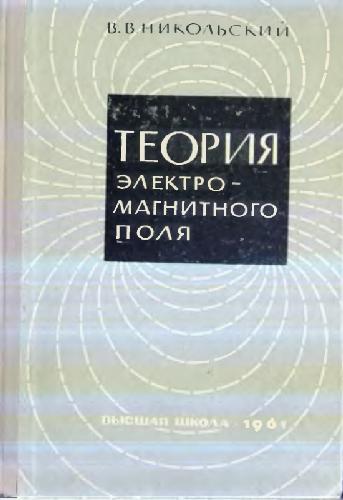 В. В. НИКОЛЬСКИЙ
ТЕОРИЯ
ЭЛЕКТРО-
МАГНИТНОГО
ПОЛЯ
ВЫСШАЯ ШКОЛА · 1961